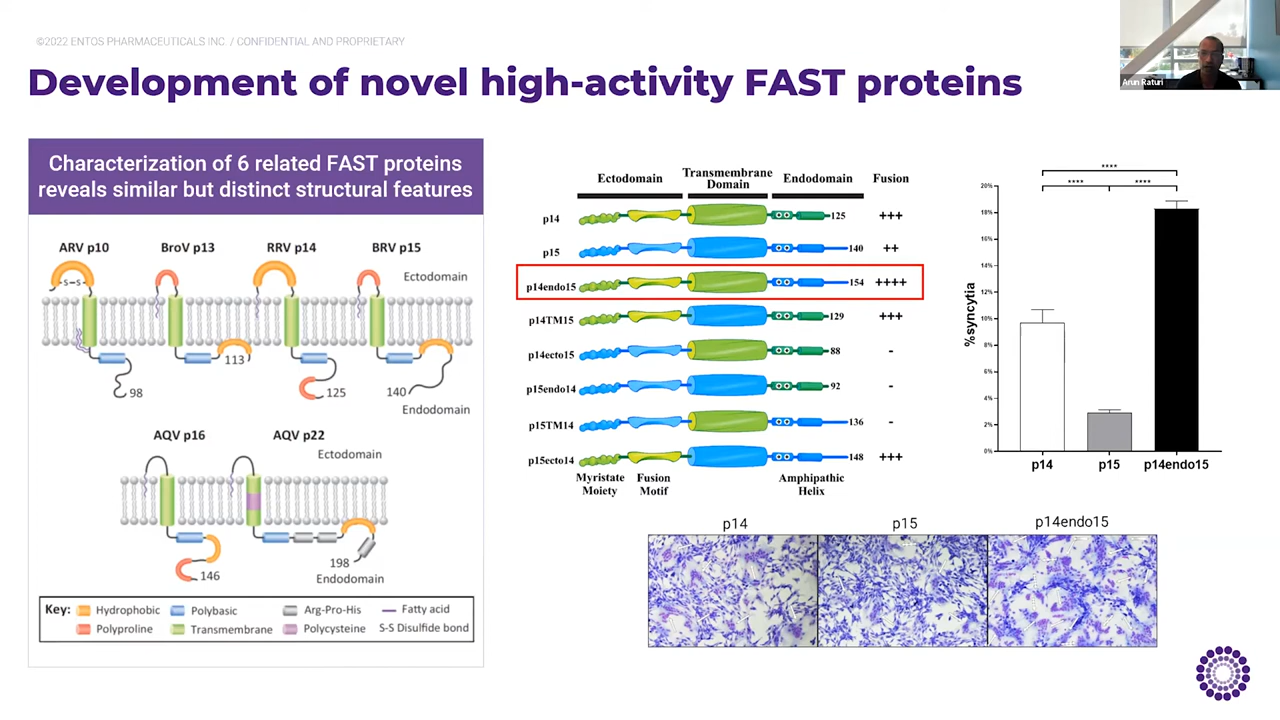 ©2022 ENTOS PHARMACEUTICALS INC. / CONFIDENTIAL AND PROPRIETARY
Arun Raturi
Development of novel high-activity FAST proteins
Characterization of 6 related FAST proteins
reveals similar but distinct structural features
ARV p10
BroV p13
RRV p14
BRV p15
Ectodomain
S–S
98
113
125
140
Endodomain
AQV p16
AQV p22
Ectodomain
146
198
Endodomain
Key:
Hydrophobic
Polybasic
Arg-Pro-His
Fatty acid
Polyproline
Transmembrane
Polycysteine
S-S Disulfide bond
Ectodomain
Transmembrane
Domain
Endodomain
Fusion
p14
125
+++
p15
140
++
p14endo15
154
++++
p14TM15
129
+++
p14ecto15
88
-
p15endo14
92
-
p15TM14
136
-
p15ecto14
148
+++
Myristate
Moiety
Fusion
Motif
Amphipathic
Helix
****
****
****
%syncytia
20%
18%
16%
14%
12%
10%
8%
6%
4%
2%
0%
p14
p15
p14endo15
p14
p15
p14endo15